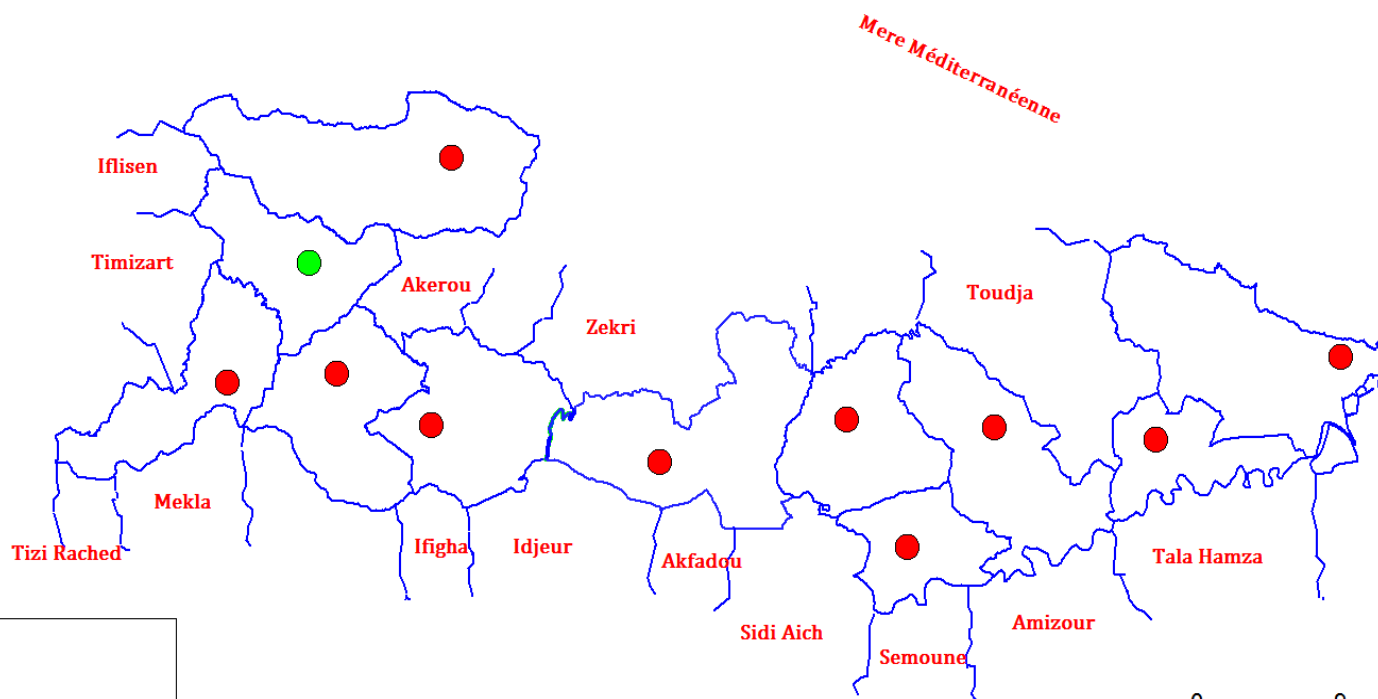 Mere Méditerranéenne
Iflisen
Timizart
Akerou
Toudja
Zekri
Mekla
Tizi Rached
Ifigha
Idjeur
Akfadou
Tala Hamza
Sidi Aich
Amizour
Semoune